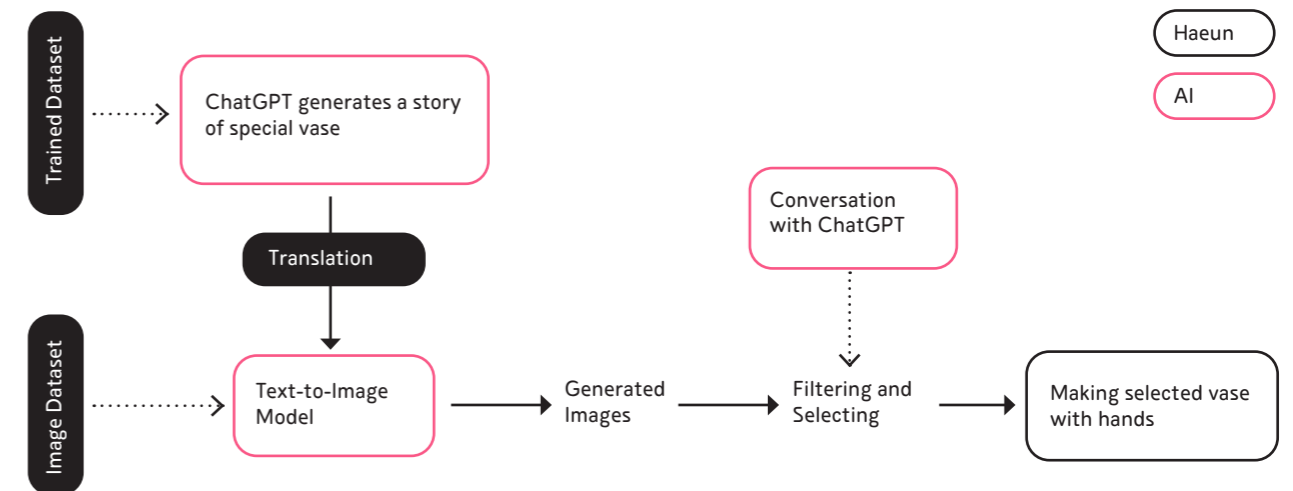 Trained Dataset
Haeun
AI
ChatGPT generates a story
of special vase
Conversation
with ChatGPT
Translation
Image Dataset
Text-to-Image
Model
Generated
Images
Filtering and
Selecting
Making selected vase
with hands